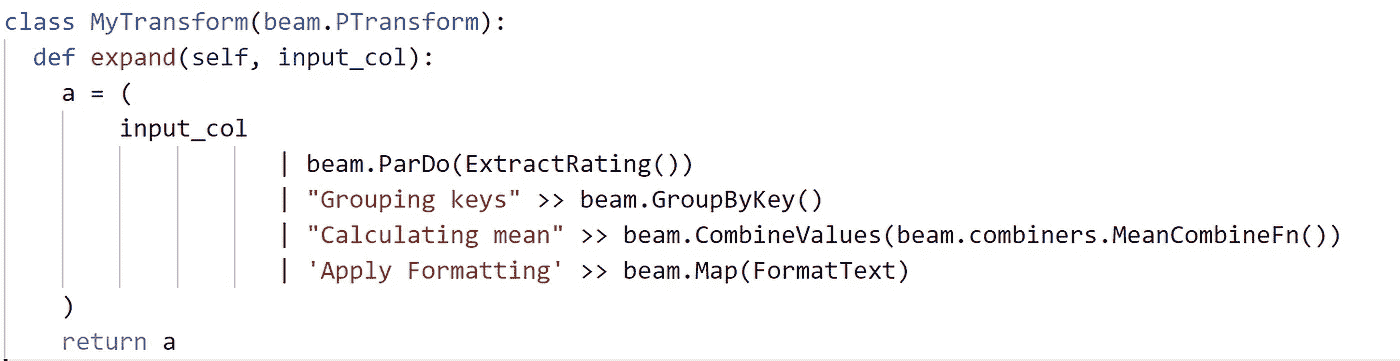 class MyTransform(beam.PTransform):
def expand(self, input_col):
a = (
input_col
| beam.ParDo(ExtractRating())
| "Grouping keys" >> beam.GroupByKey()
| "Calculating mean" >> beam.CombineValues(beam.combiners.MeanCombineFn())
| 'Apply Formatting' >> beam.Map(FormatText)
)
return a